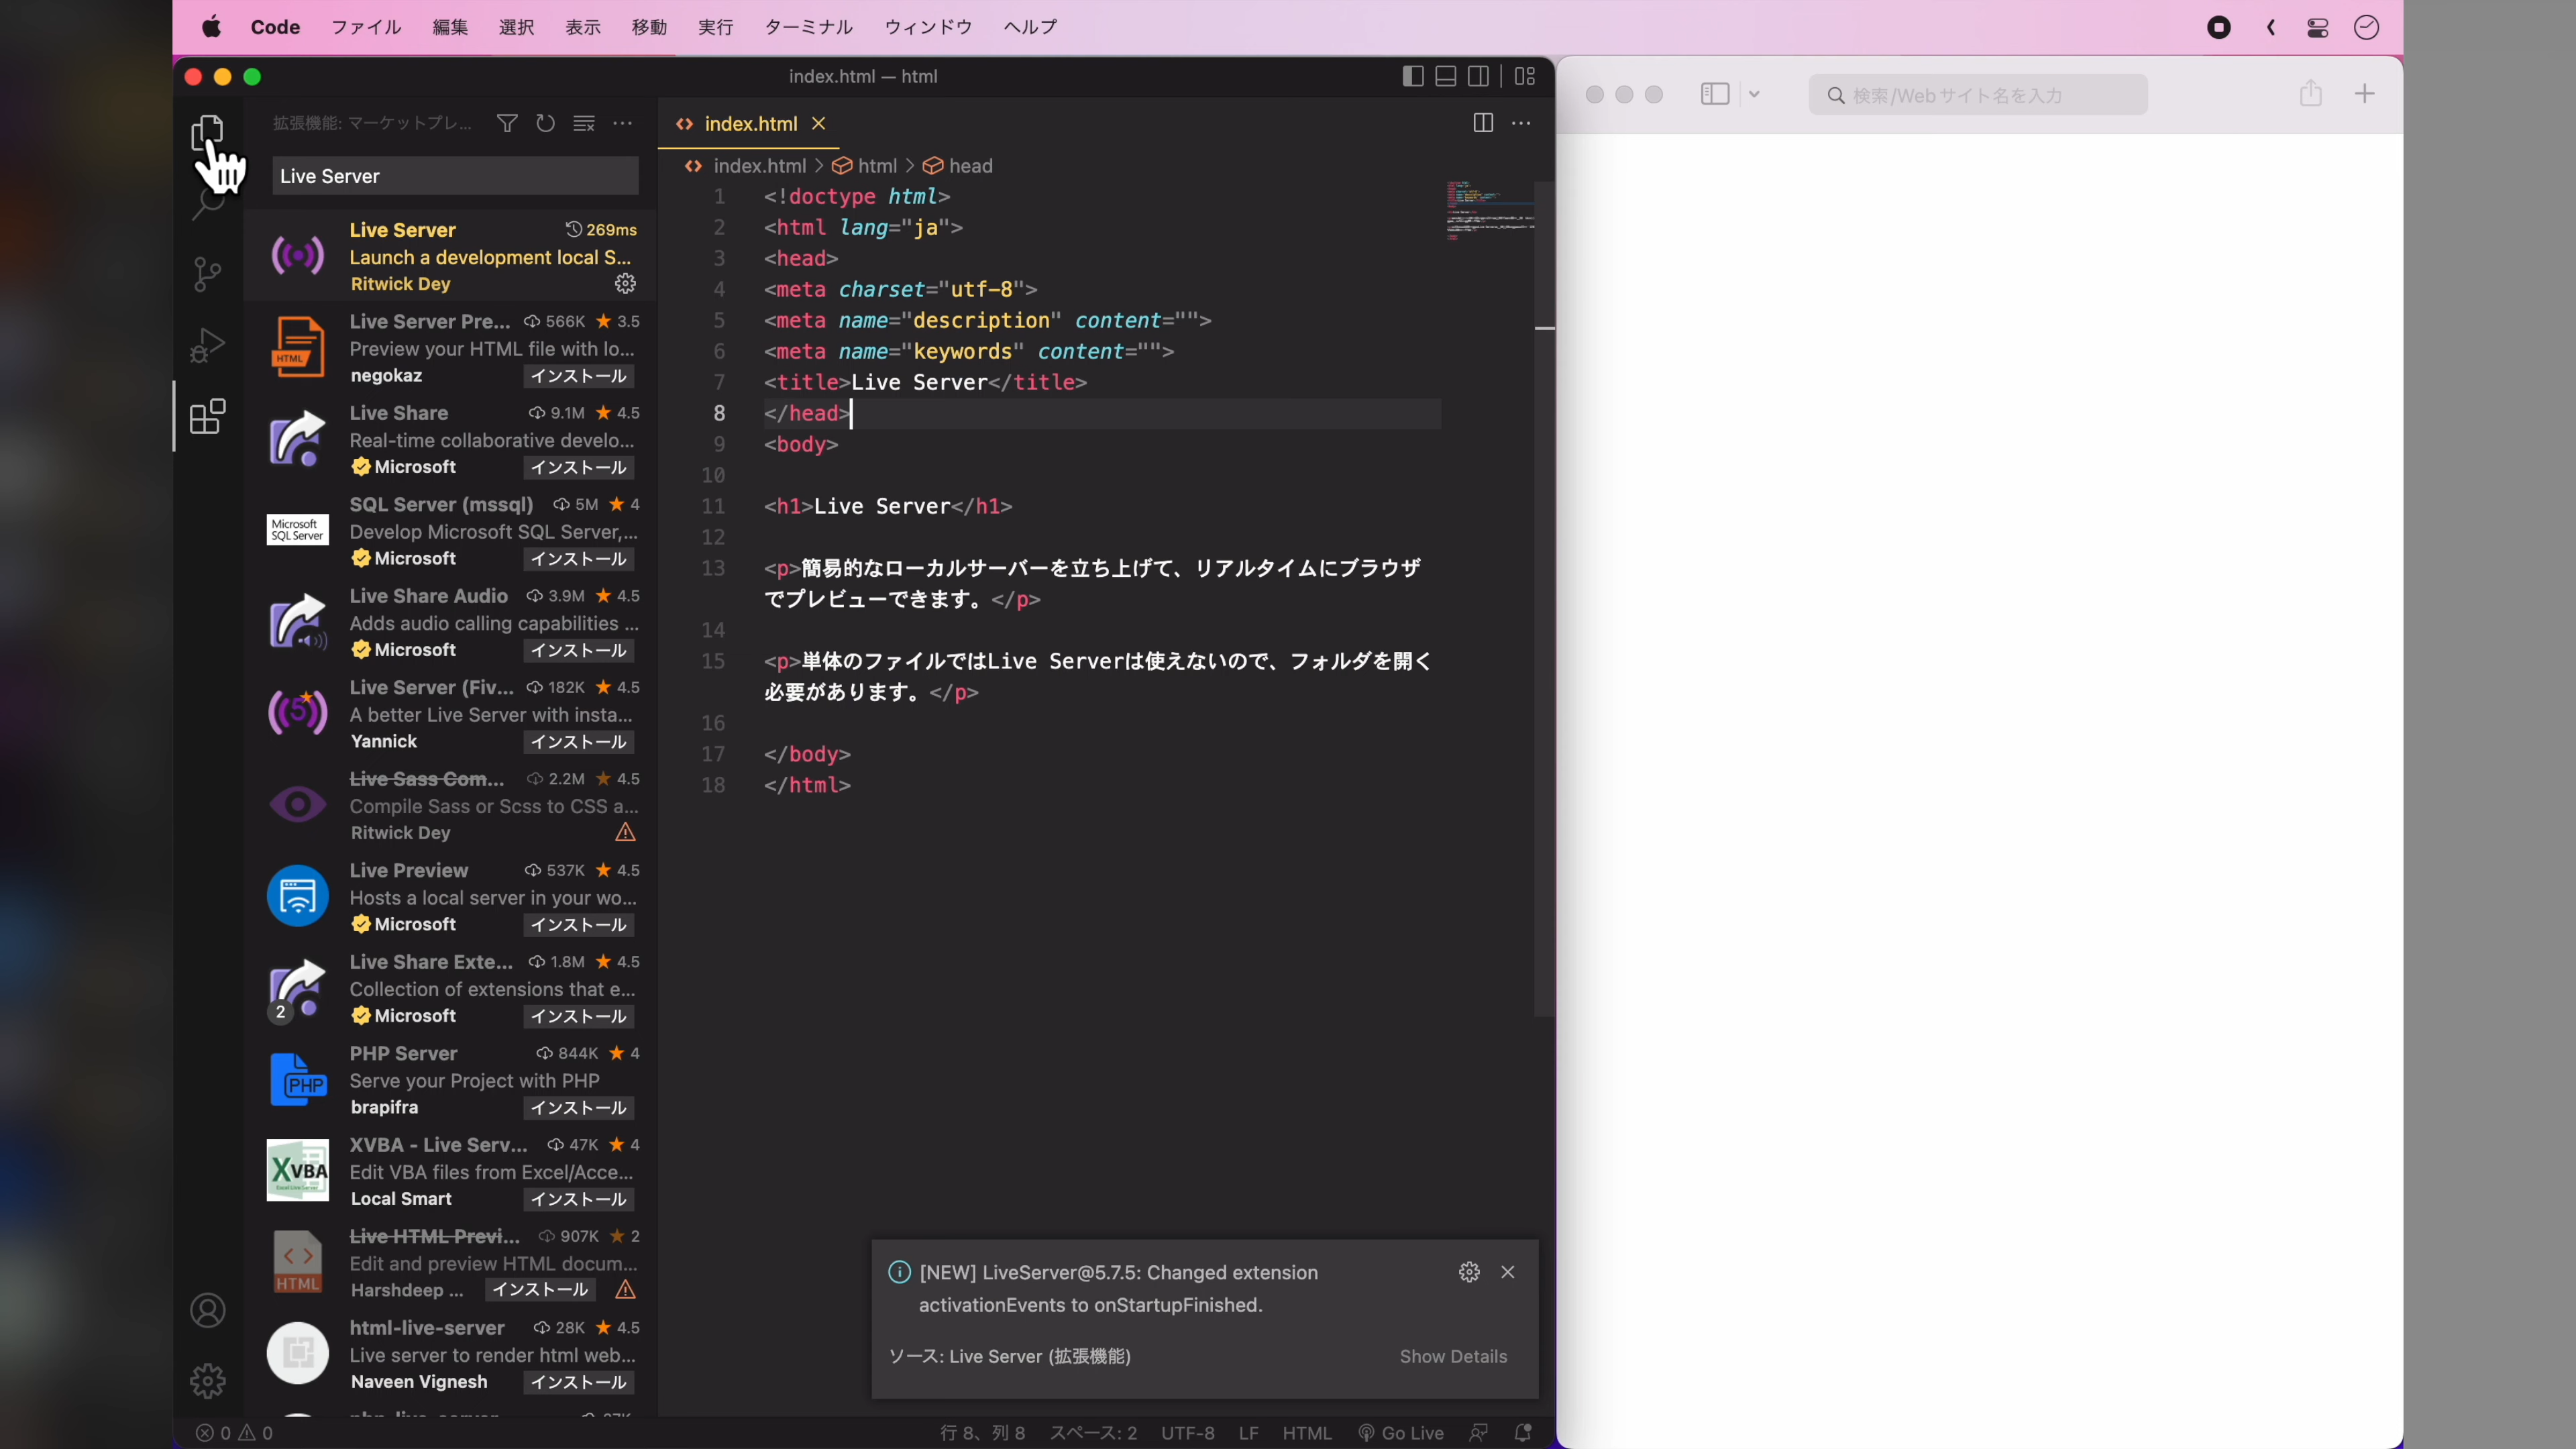 Code ファイル 編集 選択 表示 移動 実行 ターミナル ウィンドウ ヘルプ
index.html — html
検索/Web サイト名を入力
拡張機能: マーケットプレ...
Live Server
Live Server 269ms
Launch a development local S...
Ritwick Dey
Live Server Pre... 566K 3.5
Preview your HTML file with lo...
negokaz インストール
Live Share 9.1M 4.5
Real-time collaborative develo...
Microsoft インストール
SQL Server (mssql) 5M 4
Develop Microsoft SQL Server,...
Microsoft インストール
Live Share Audio 3.9M 4.5
Adds audio calling capabilities ...
Microsoft インストール
Live Server (Fiv... 182K 4.5
A better Live Server with insta...
Yannick インストール
Live Sass Com... 2.2M 4.5
Compile Sass or Scss to CSS a...
Ritwick Dey
Live Preview 537K 4.5
Hosts a local server in your wo...
Microsoft インストール
Live Share Exte... 1.8M 4.5
Collection of extensions that e...
2 Microsoft インストール
PHP Server 844K 4
Serve your Project with PHP
brapifra インストール
XVBA - Live Serv... 47K 4
Edit VBA files from Excel/Acce...
Local Smart インストール
Live HTML Previ... 907K 2
Edit and preview HTML docum...
Harshdeep ... インストール
html-live-server 28K 4.5
Live server to render html web...
Naveen Vignesh インストール
HTML
Microsoft
SQL Server
5
PHP
XVBA
HTML
index.html
index.html > html > head
1 <!doctype html>
2 <html lang="ja">
3 <head>
4 <meta charset="utf-8">
5 <meta name="description" content="">
6 <meta name="keywords" content="">
7 <title>Live Server</title>
8 </head>
9 <body>
10
11 <h1>Live Server</h1>
12
13 <p>簡易的なローカルサーバーを立ち上げて、リアルタイムにブラウザ
でプレビューできます。</p>
14
15 <p>単体のファイルではLive Serverは使えないので、フォルダを開く
必要があります。</p>
16
17 </body>
18 </html>
[NEW] LiveServer@5.7.5: Changed extension
activationEvents to onStartupFinished.
ソース: Live Server (拡張機能) Show Details
0 0 行 8、列 8 スペース: 2 UTF-8 LF HTML Go Live